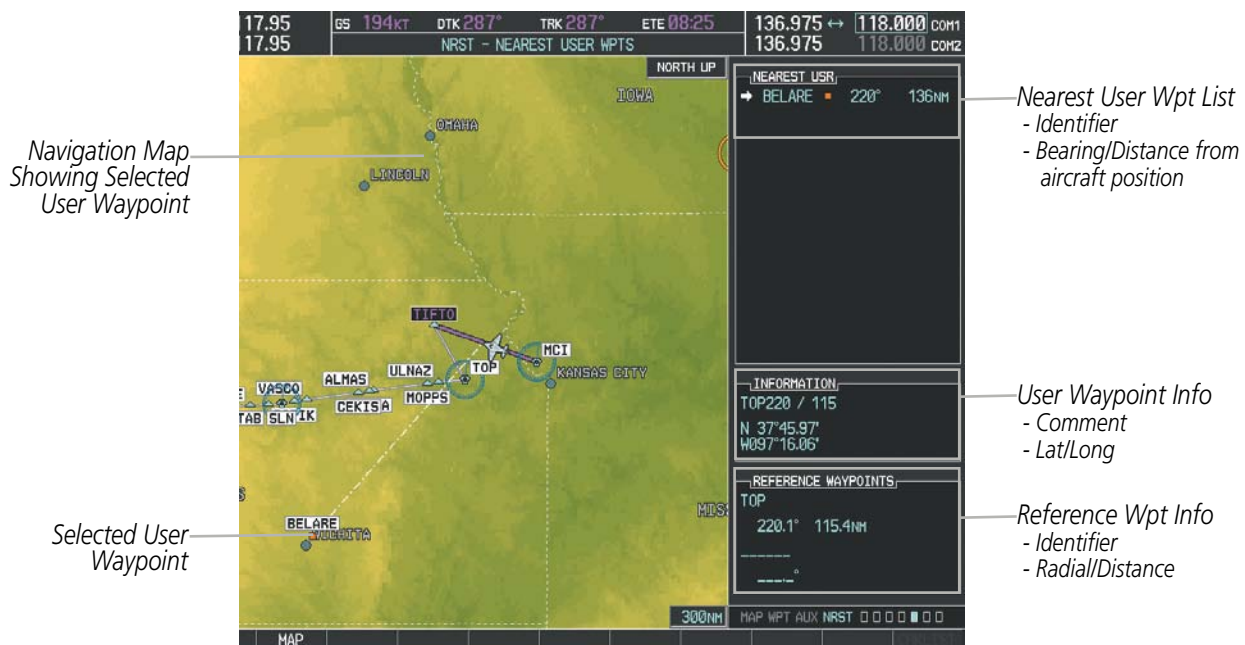 17.95 GS 194KT DTK 287° TRK 287° ETE 08:25 136.975 ↔ 118.000 COM1
17.95 NRST - NEAREST USER WPTS 136.975 118.000 COM2
NORTH UP
IOWA
OMAHA
LINCOLN
TIFTO
MCI
TOP
KANSAS CITY
ULNAZ
MOPPS
ALMAS
CEKIS A
VASCO
E
TAB SLN IK
S
MISS
BELARE
WICHITA
300NM
MAP
NEAREST USR
BELARE 220° 136NM
INFORMATION
TOP220 / 115
N 37°45.97'
W097°16.06'
REFERENCE WAYPOINTS
TOP
220.1° 115.4NM
______
___._°
MAP WPT AUX NRST
Navigation Map
Showing Selected
User Waypoint
Selected User
Waypoint
Nearest User Wpt List
- Identifier
- Bearing/Distance from
aircraft position
User Waypoint Info
- Comment
- Lat/Long
Reference Wpt Info
- Identifier
- Radial/Distance